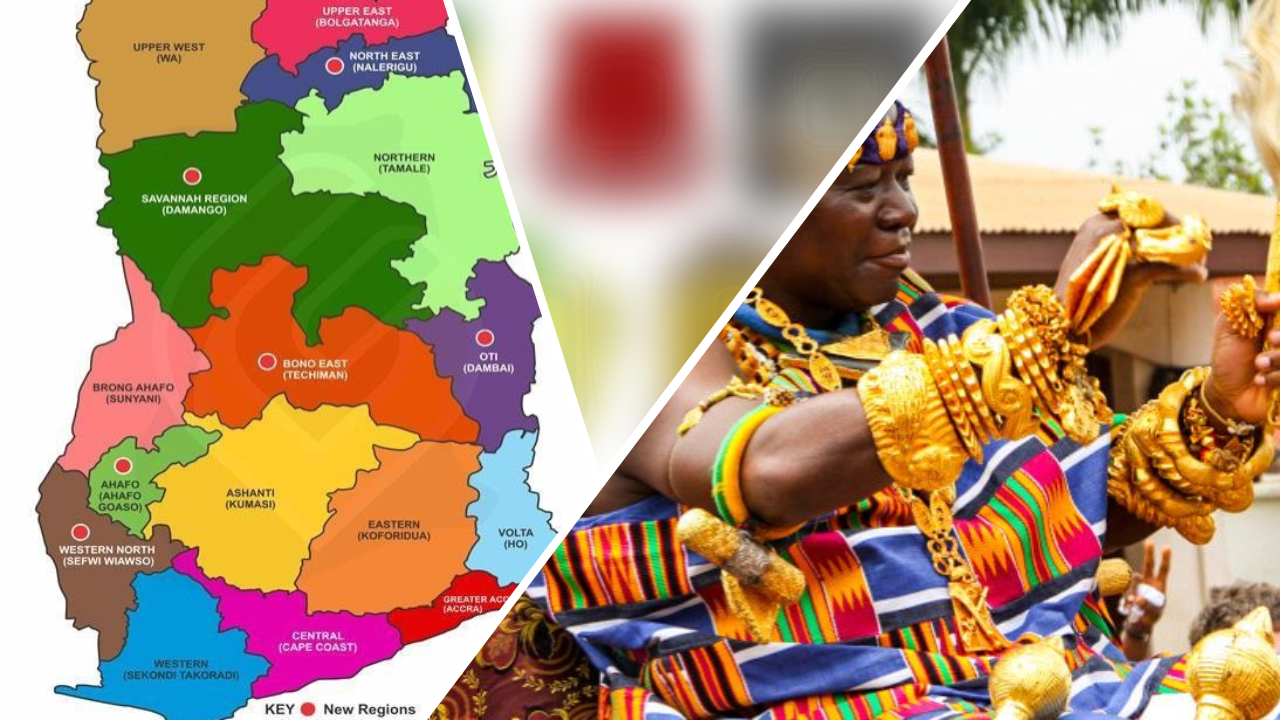 UPPER EAST
(BOLGATANGA)
UPPER WEST
(WA)
NORTH EAST
(NALERIGU)
NORTHERN
(TAMALE)
SAVANNAH REGION
(DAMANGO)
OTI
(DAMBAI)
BONO EAST
(TECHIMAN)
BRONG AHAFO
(SUNYANI)
AHAFO
(AHAFO
GOASO)
ASHANTI
(KUMASI)
EASTERN
(KOFORIDUA)
VOLTA
(HO)
WESTERN NORTH
(SEFWI WIAWSO)
GREATER ACC
(ACCRA)
CENTRAL
(CAPE COAST)
WESTERN
(SEKONDI TAKORADI)
KEY New Regions